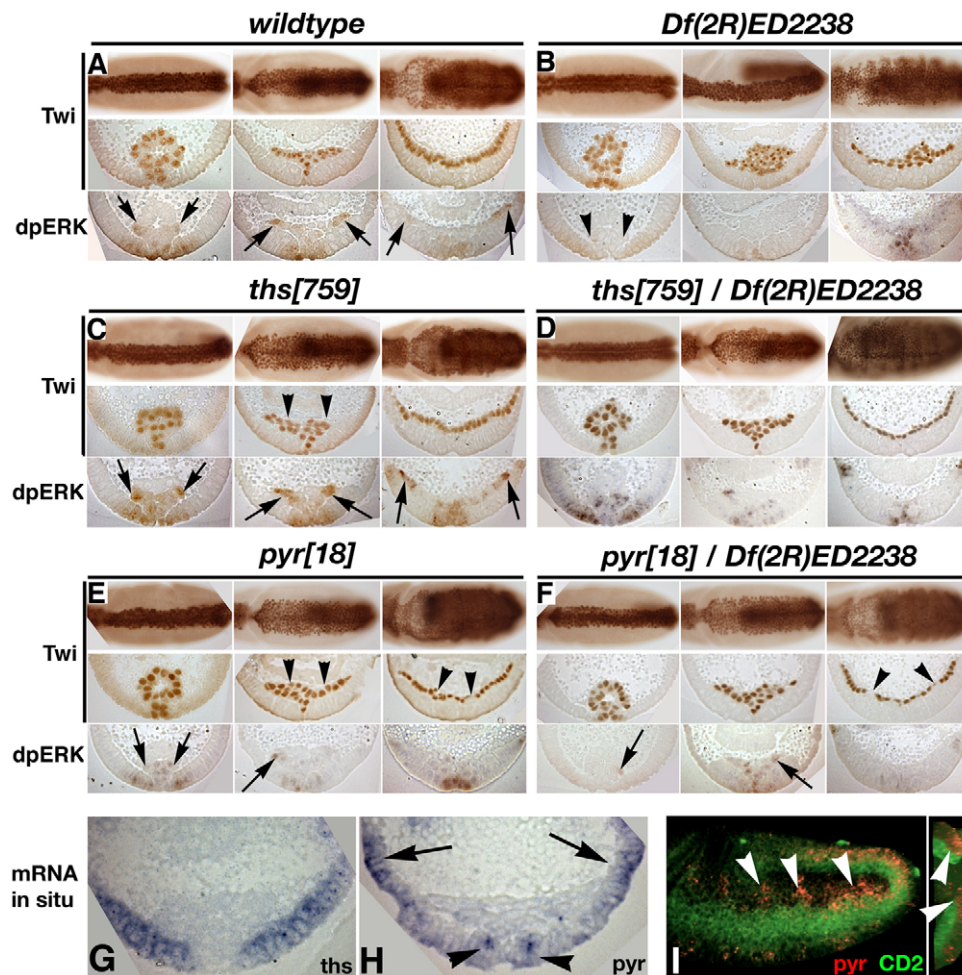 wildtype
Df(2R)ED2238
A
B
Twi
dpERK
ths[759]
ths[759] / Df(2R)ED2238
C
D
Twi
dpERK
pyr[18]
pyr[18] / Df(2R)ED2238
E
F
Twi
dpERK
mRNA
in situ
G
ths
H
pyr
I
pyr CD2